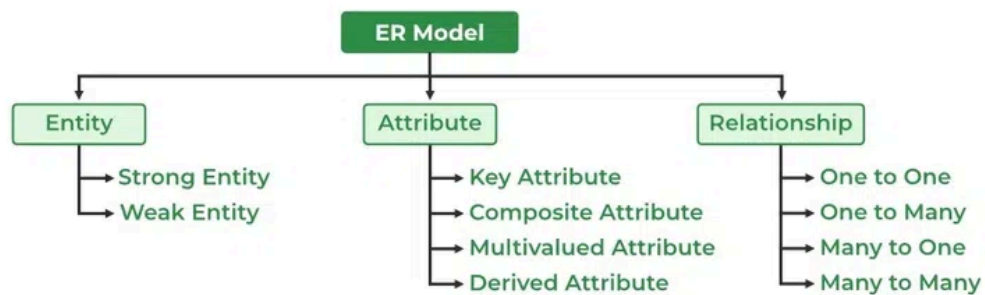 ER Model
Entity
Attribute
Relationship
Strong Entity
Weak Entity
Key Attribute
Composite Attribute
Multivalued Attribute
Derived Attribute
One to One
One to Many
Many to One
Many to Many